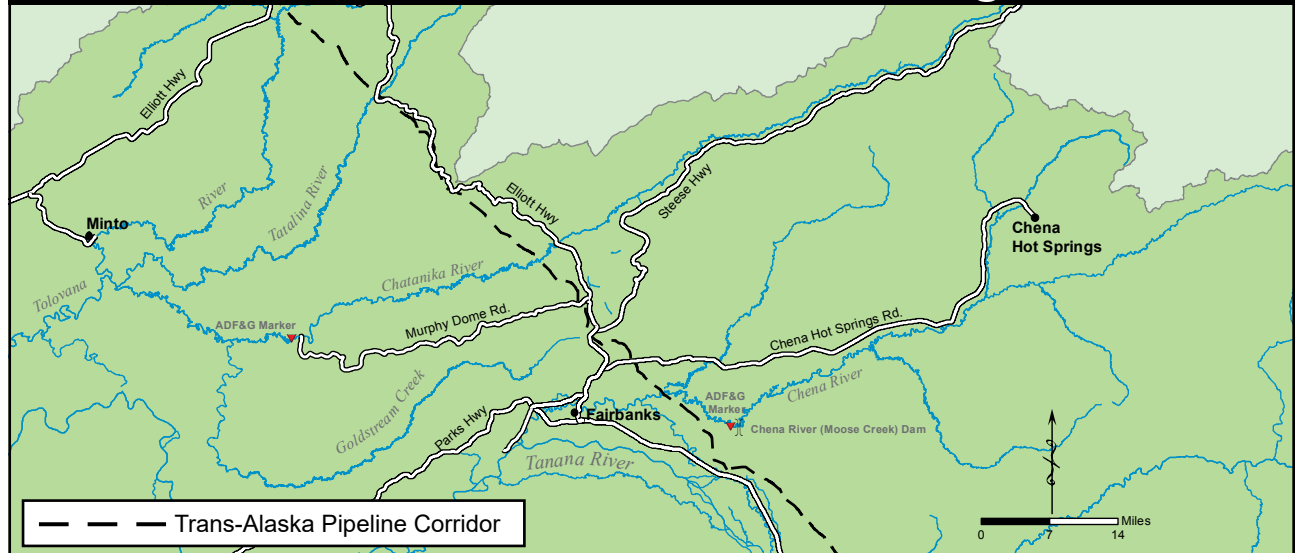 Elliott Hwy
River
Tatalina River
Minto
Tolovana
Elliott Hwy
Steese Hwy
Chena
Hot Springs
Chatanika River
ADF&G Marker
Murphy Dome Rd.
Chena Hot Springs Rd.
Goldstream Creek
Parks Hwy
Fairbanks
ADF&G
Marker
Chena River
Chena River (Moose Creek) Dam
Tanana River
Trans-Alaska Pipeline Corridor
Miles
0 7 14